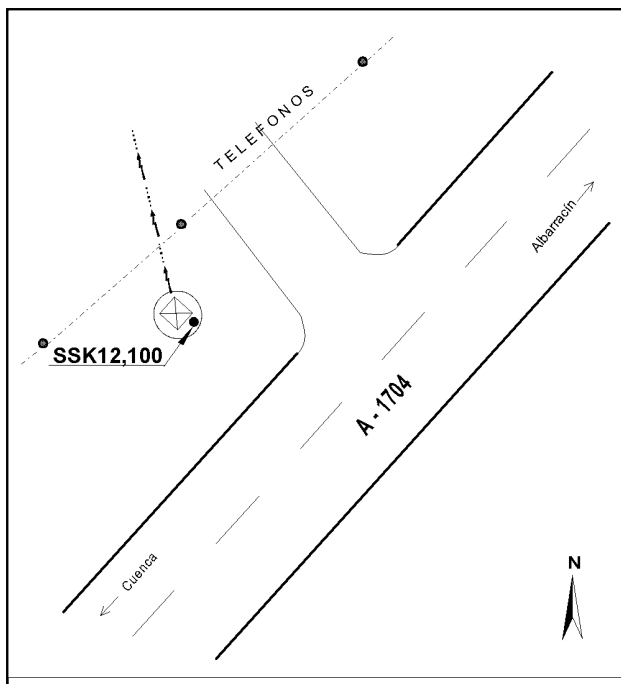 TELEFONOS
Albarracín
SSK12,100
A - 1704
Cuenca
N